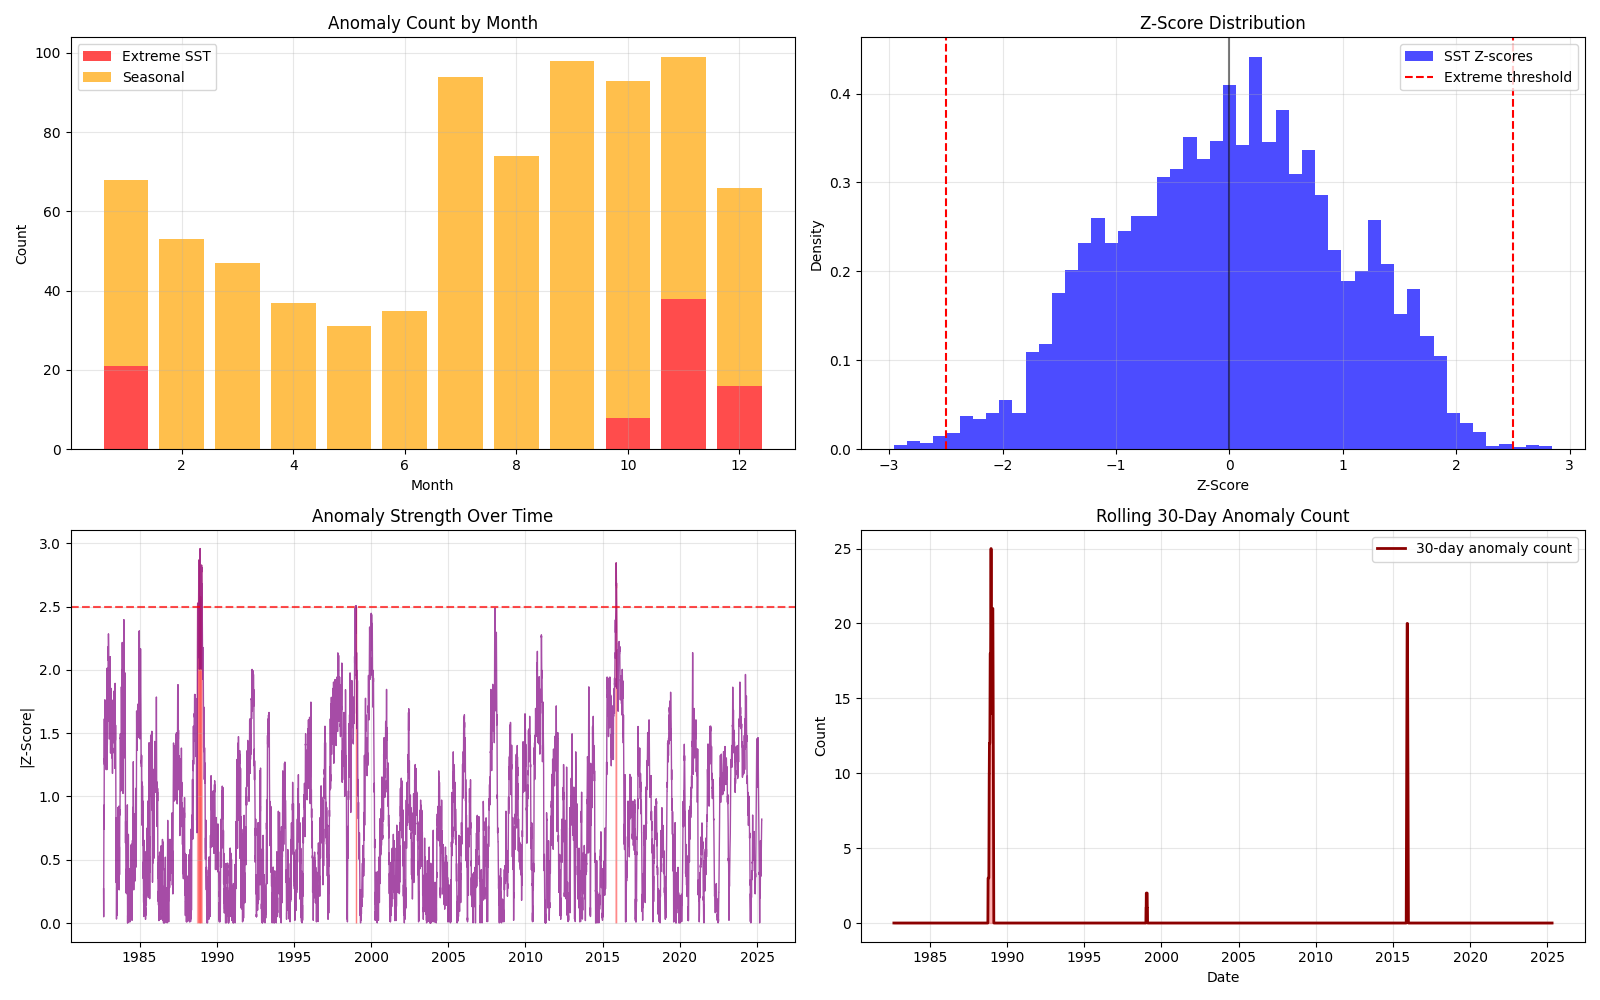 Anomaly Count by Month
Extreme SST
Seasonal
Count
100
80
60
40
20
0
2 4 6 8 10 12
Month
Z-Score Distribution
SST Z-scores
Extreme threshold
Density
0.4
0.3
0.2
0.1
0.0
−3 −2 −1 0 1 2 3
Z-Score
Anomaly Strength Over Time
|Z-Score|
3.0
2.5
2.0
1.5
1.0
0.5
0.0
1985 1990 1995 2000 2005 2010 2015 2020 2025
Rolling 30-Day Anomaly Count
30-day anomaly count
Count
25
20
15
10
5
0
1985 1990 1995 2000 2005 2010 2015 2020 2025
Date